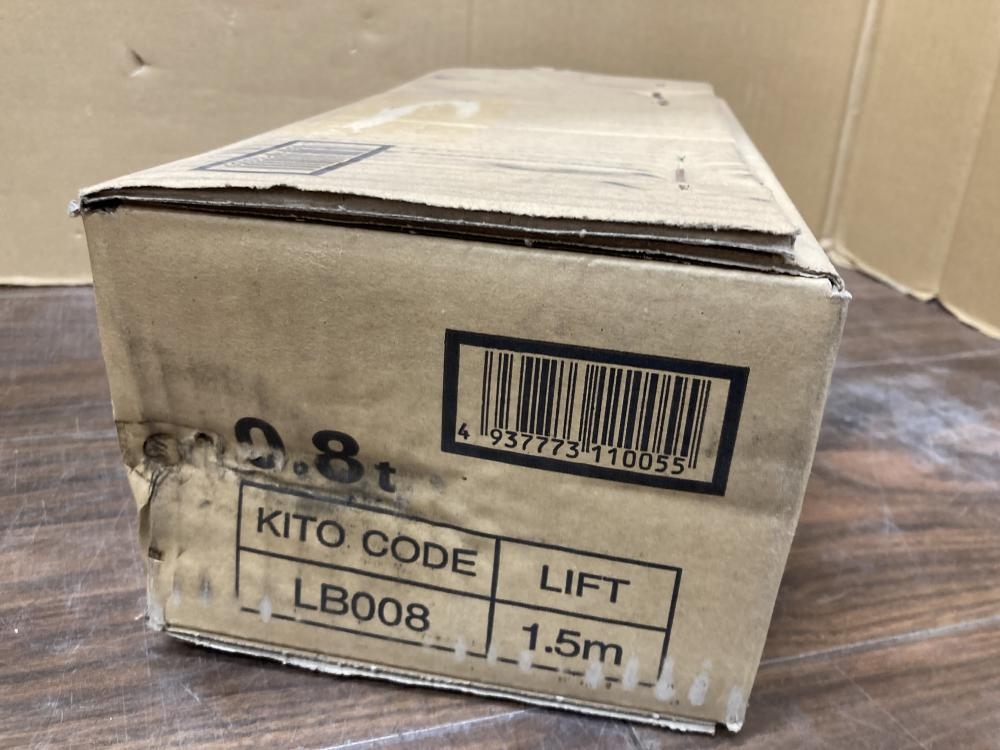 4 937773 110055
0.8t
KITO CODE LIFT
LB008 1.5m